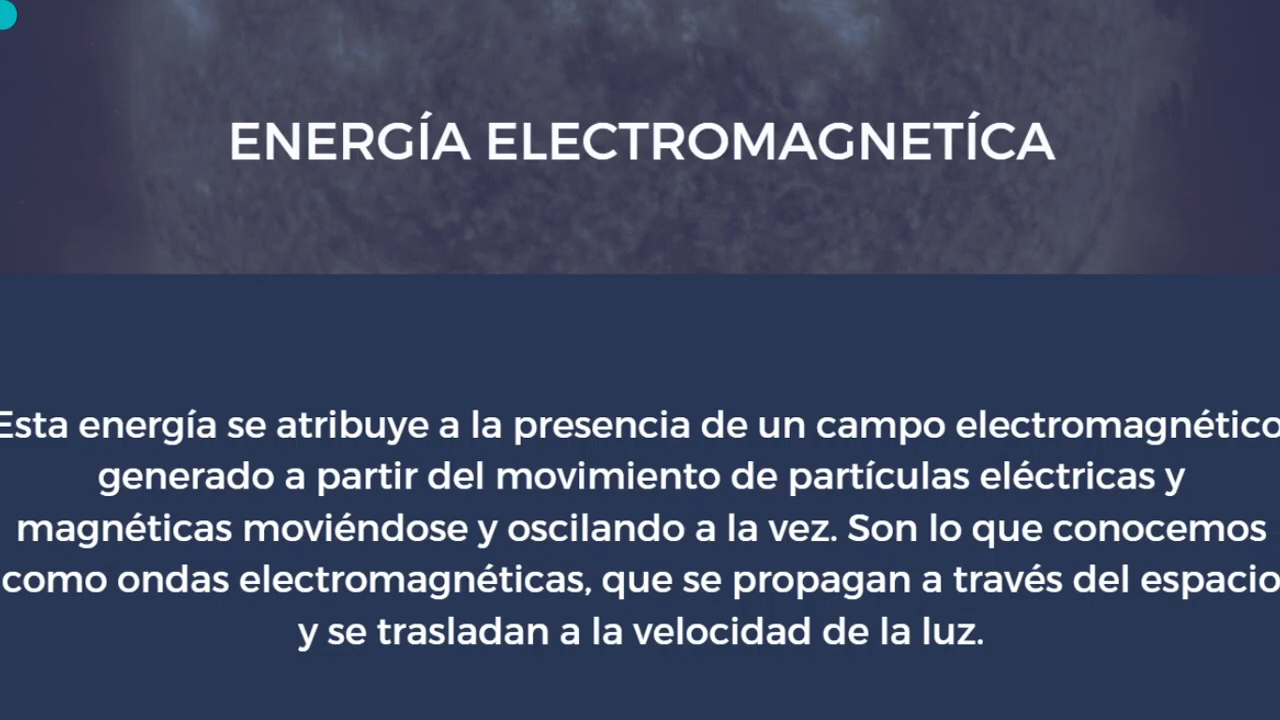 ENERGÍA ELECTROMAGNETÍCA
Esta energía se atribuye a la presencia de un campo electromagnético
generado a partir del movimiento de partículas eléctricas y
magnéticas moviéndose y oscilando a la vez. Son lo que conocemos
como ondas electromagnéticas, que se propagan a través del espacio
y se trasladan a la velocidad de la luz.